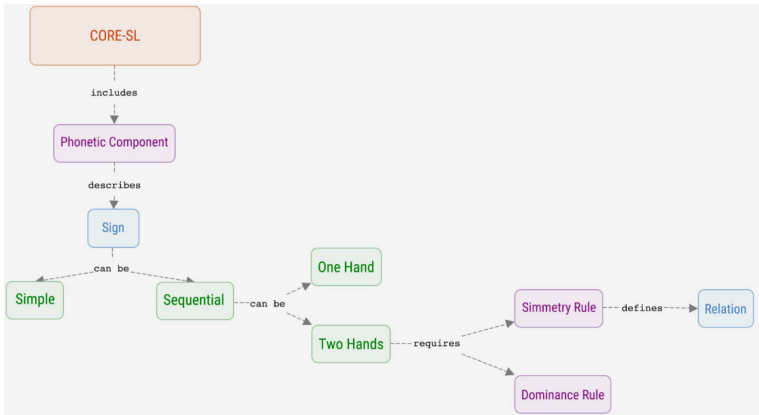 CORE-SL
includes
Phonetic Component
describes
Sign
can be
Simple
Sequential
can be
One Hand
Two Hands
requires
Simmetry Rule
defines
Relation
Dominance Rule